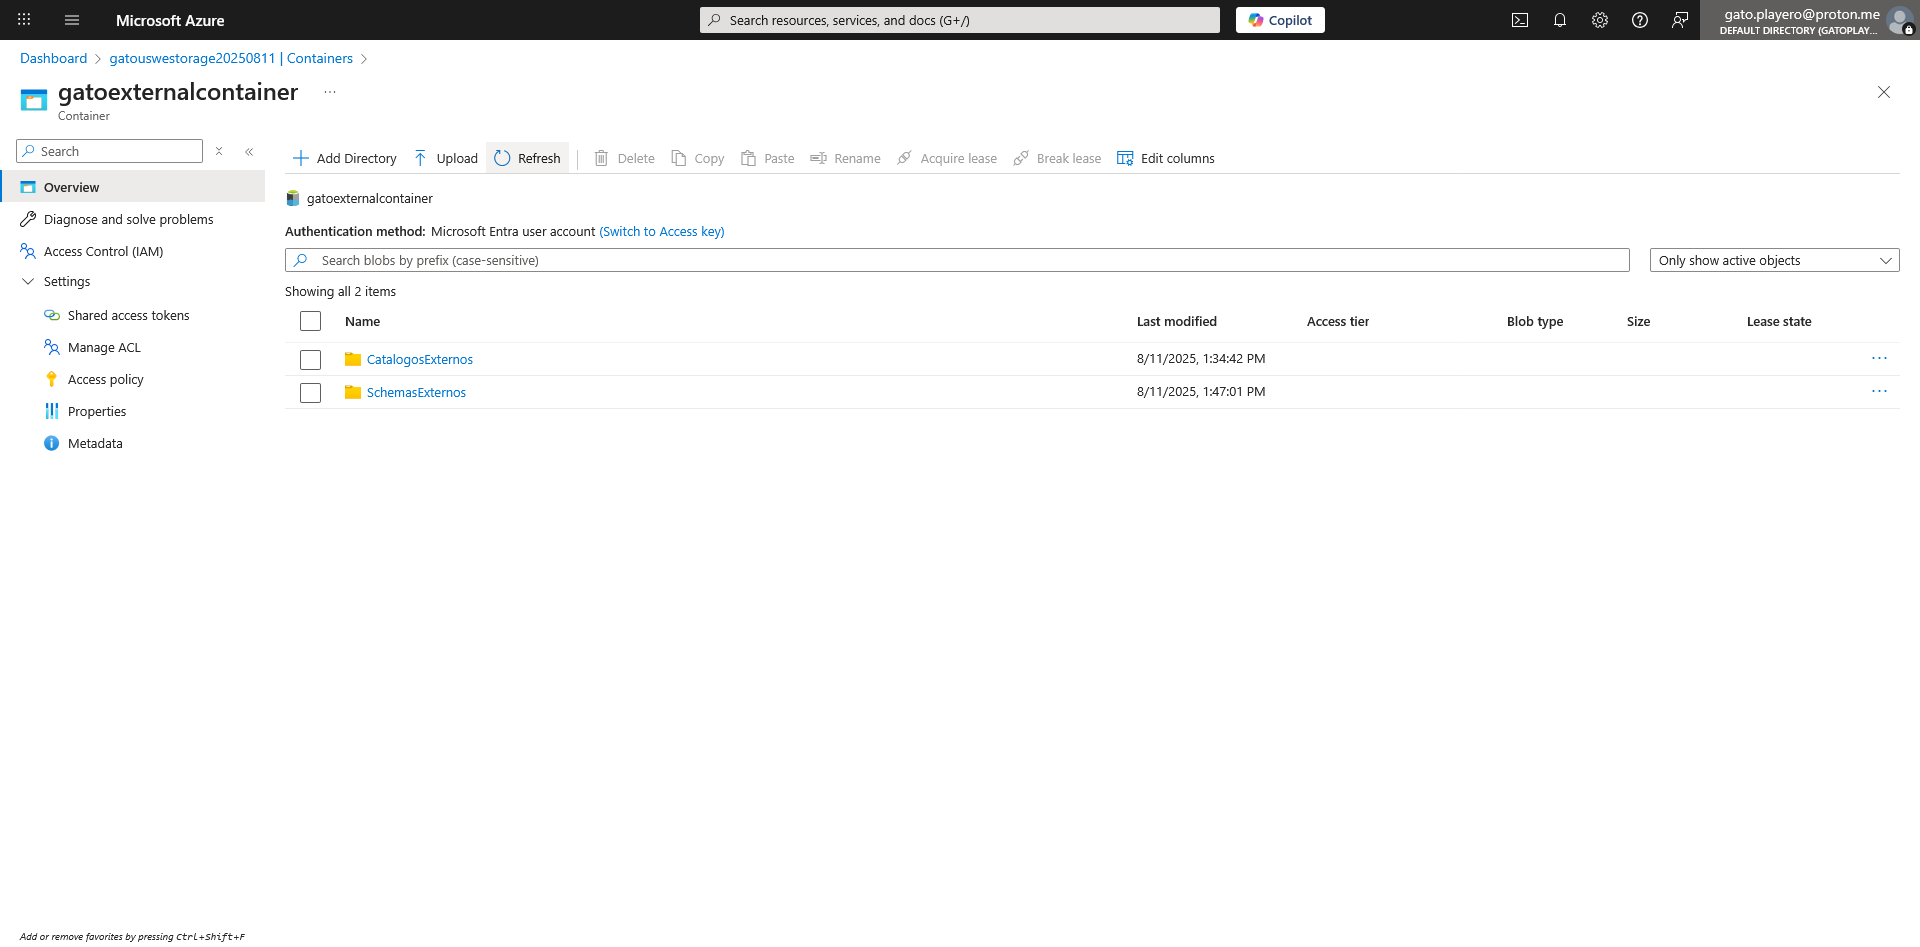 Microsoft Azure
Search resources, services, and docs (G+/)
Copilot
gato.playero@proton.me
DEFAULT DIRECTORY (GATOPLAY...
Dashboard > gatouswestorage20250811 | Containers >
gatoexternalcontainer ...
Container
Search
Add Directory Upload Refresh Delete Copy Paste Rename Acquire lease Break lease Edit columns
Overview
Diagnose and solve problems
Access Control (IAM)
Settings
Shared access tokens
Manage ACL
Access policy
Properties
Metadata
gatoexternalcontainer
Authentication method: Microsoft Entra user account (Switch to Access key)
Search blobs by prefix (case-sensitive)
Only show active objects
Showing all 2 items
Name Last modified Access tier Blob type Size Lease state
CatalogosExternos 8/11/2025, 1:34:42 PM ...
SchemasExternos 8/11/2025, 1:47:01 PM ...
Add or remove favorites by pressing Ctrl+Shift+F